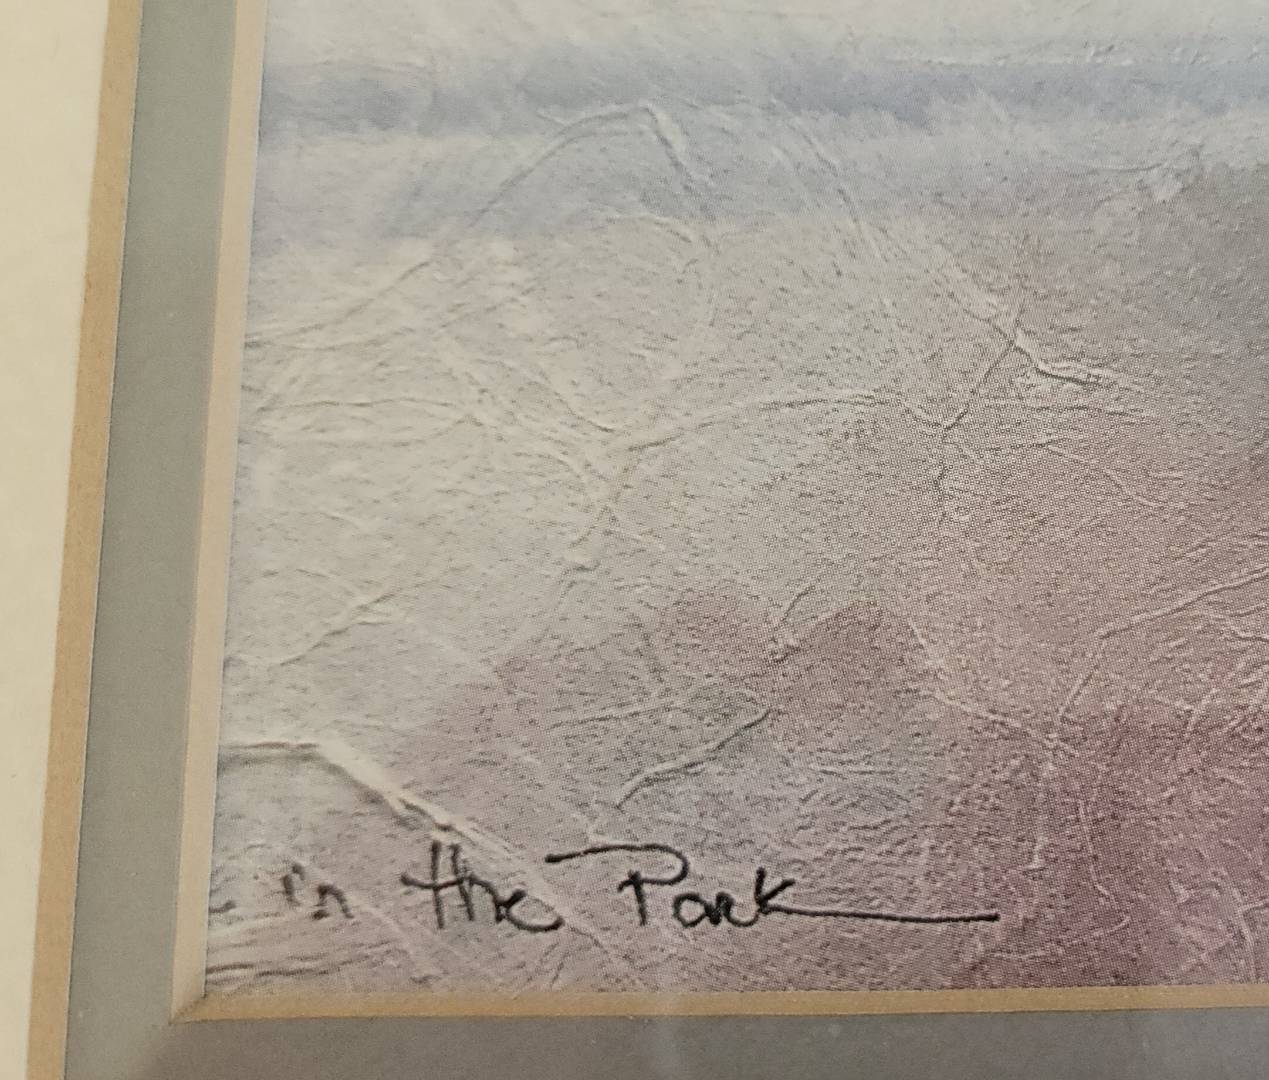 in the Park